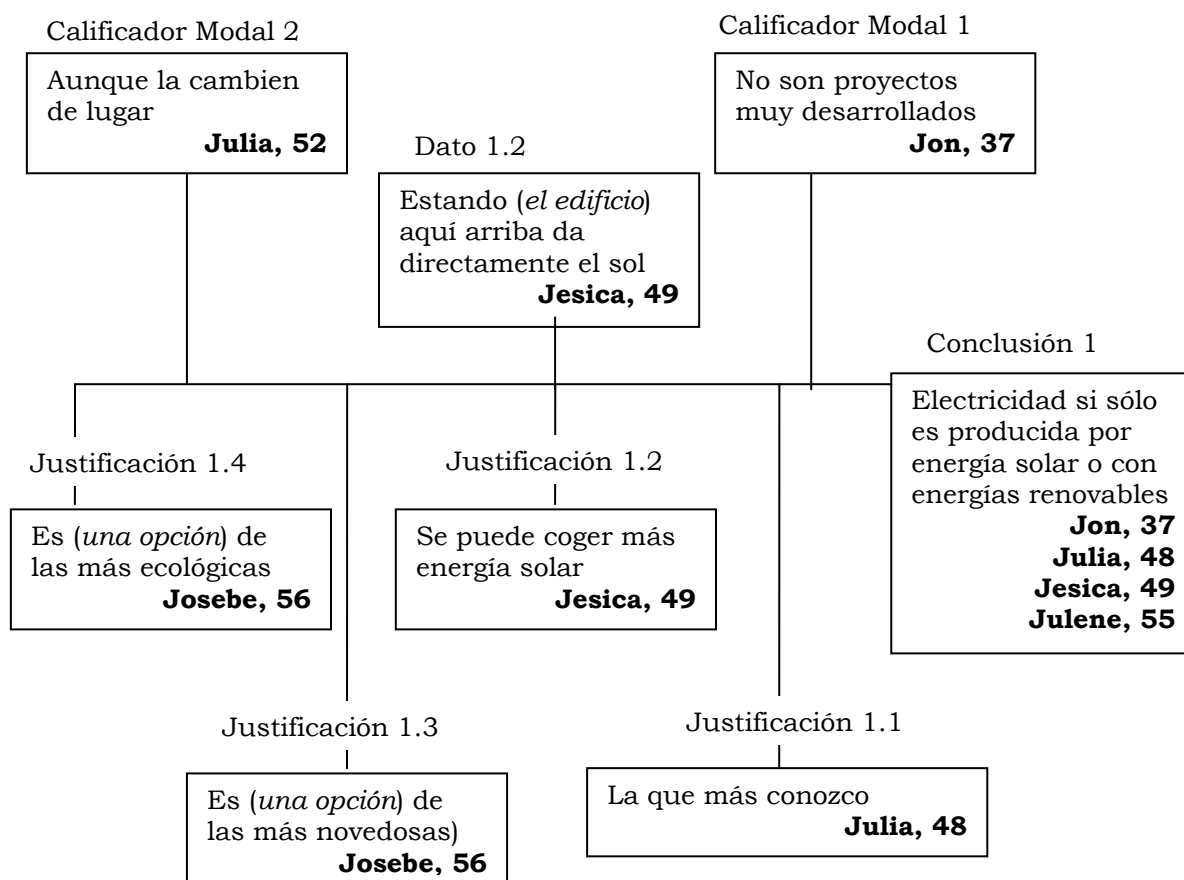 Calificador Modal 2
Aunque la cambien
de lugar
Julia, 52
Calificador Modal 1
No son proyectos
muy desarrollados
Jon, 37
Dato 1.2
Estando (el edificio)
aquí arriba da
directamente el sol
Jesica, 49
Conclusión 1
Electricidad si sólo
es producida por
energía solar o con
energías renovables
Jon, 37
Julia, 48
Jesica, 49
Julene, 55
Justificación 1.4
Es (una opción) de
las más ecológicas
Josebe, 56
Justificación 1.2
Se puede coger más
energía solar
Jesica, 49
Justificación 1.3
Es (una opción) de
las más novedosas)
Josebe, 56
Justificación 1.1
La que más conozco
Julia, 48